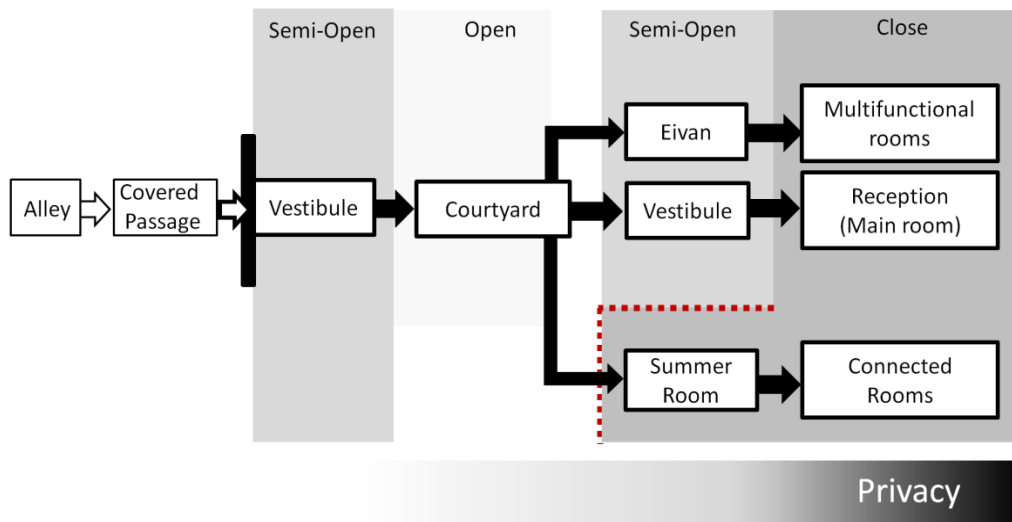 Semi-Open
Open
Semi-Open
Close
Alley
Covered
Passage
Vestibule
Courtyard
Eivan
Multifunctional
rooms
Vestibule
Reception
(Main room)
Summer
Room
Connected
Rooms
Privacy